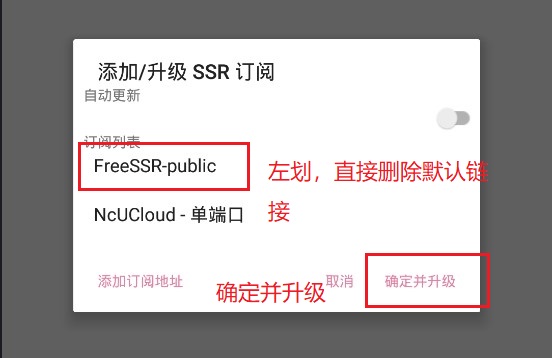 添加/升级 SSR 订阅
自动更新
订阅列表
FreeSSR-public
左划，直接删除默认链
接
NcUCloud - 单端口
添加订阅地址
确定并升级
取消
确定并升级